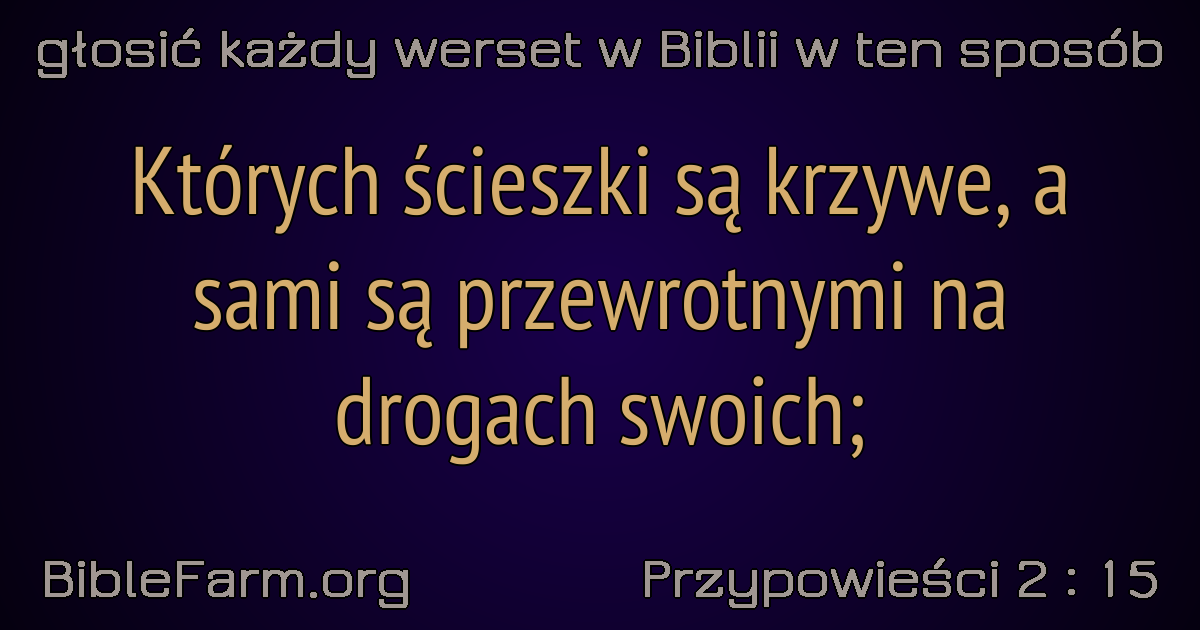 głosić każdy werset w Biblii w ten sposób
Których ścieszki są krzywe, a
sami są przewrotnymi na
drogach swoich;
BibleFarm.org
Przypowieści 2 : 15